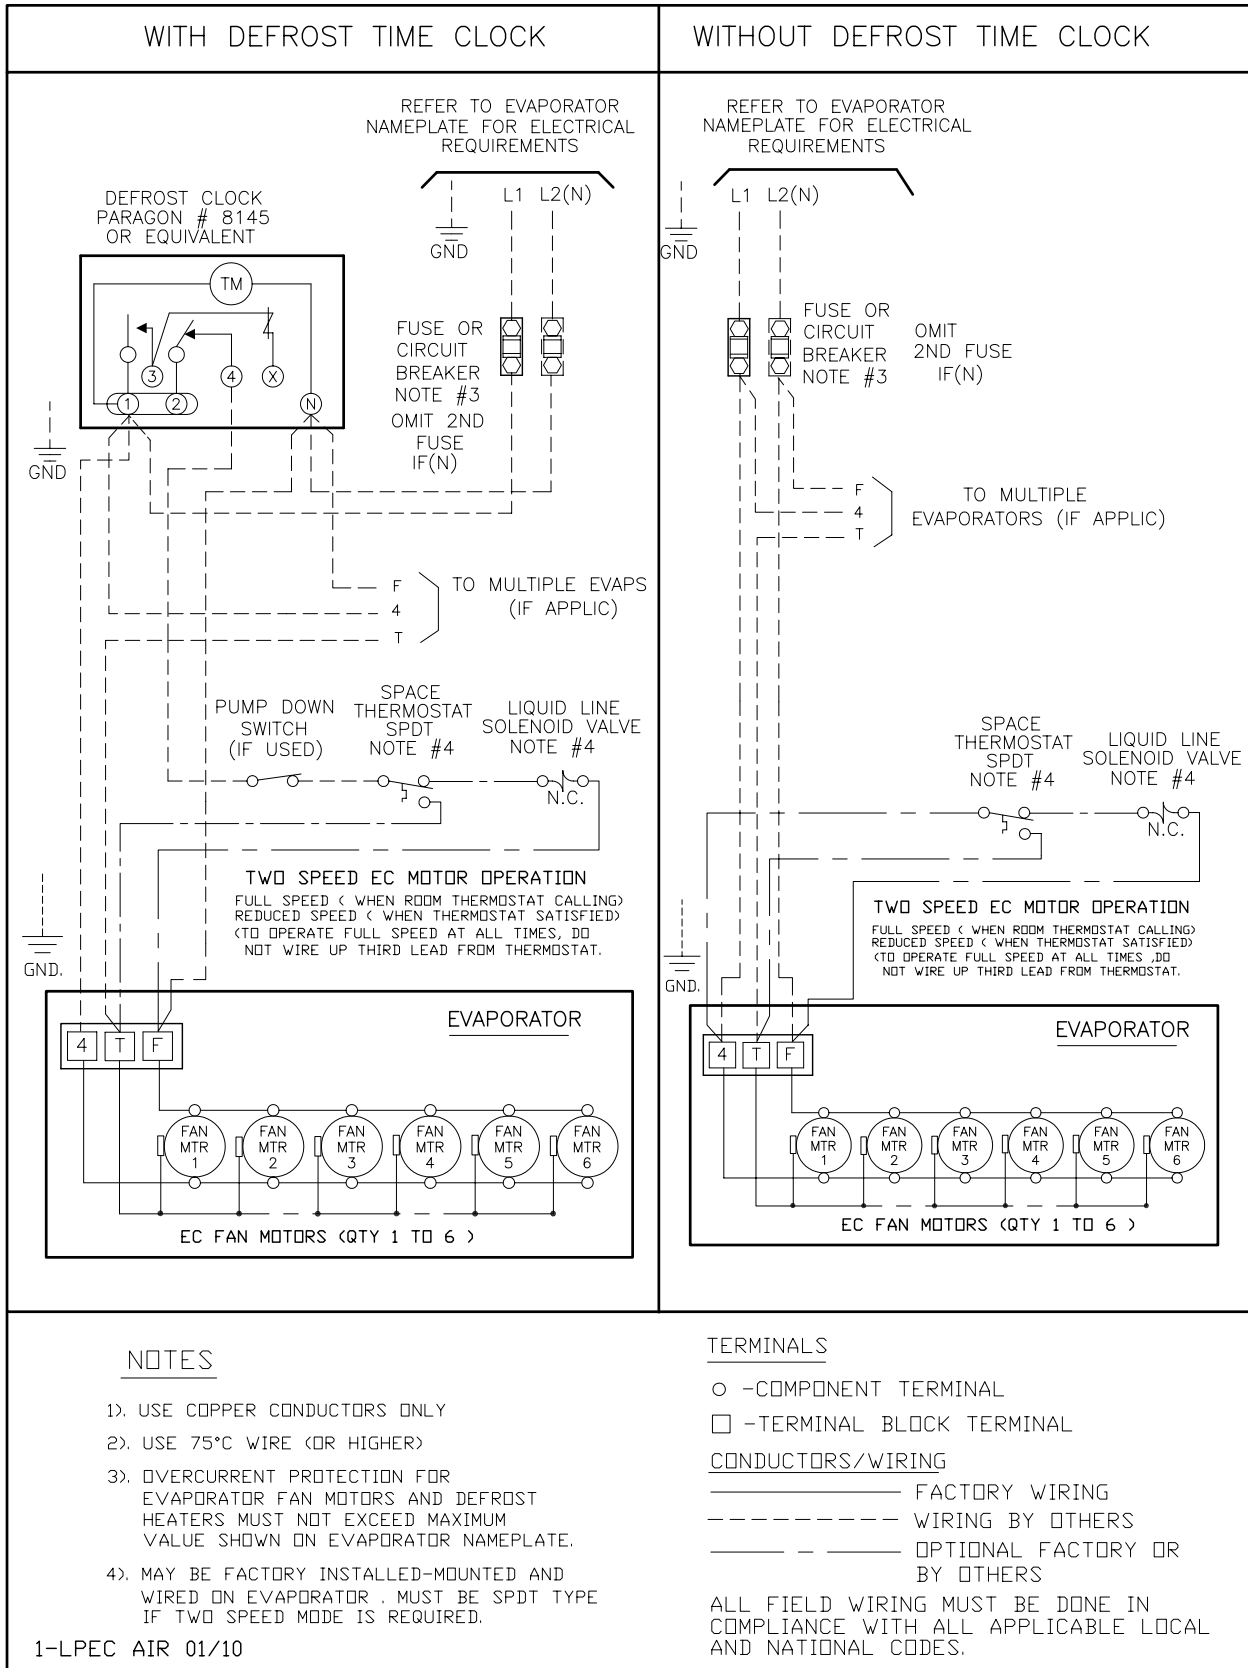 WITH DEFROST TIME CLOCK
REFER TO EVAPORATOR
NAMEPLATE FOR ELECTRICAL
REQUIREMENTS
L1 L2(N)
GND
DEFROST CLOCK
PARAGON # 8145
OR EQUIVALENT
TM
3
4
X
1
2
N
GND
FUSE OR
CIRCUIT
BREAKER
NOTE #3
OMIT 2ND
FUSE
IF(N)
F
4
T
TO MULTIPLE EVAPS
(IF APPLIC)
PUMP DOWN
SWITCH
(IF USED)
SPACE
THERMOSTAT
SPDT
NOTE #4
LIQUID LINE
SOLENOID VALVE
NOTE #4
N.C.
TWO SPEED EC MOTOR OPERATION
FULL SPEED ( WHEN ROOM THERMOSTAT CALLING)
REDUCED SPEED ( WHEN THERMOSTAT SATISFIED)
(TO OPERATE FULL SPEED AT ALL TIMES, DO
NOT WIRE UP THIRD LEAD FROM THERMOSTAT.
GND.
EVAPORATOR
4 T F
FAN MTR 1
FAN MTR 2
FAN MTR 3
FAN MTR 4
FAN MTR 5
FAN MTR 6
EC FAN MOTORS (QTY 1 TO 6 )
WITHOUT DEFROST TIME CLOCK
REFER TO EVAPORATOR
NAMEPLATE FOR ELECTRICAL
REQUIREMENTS
L1 L2(N)
GND
FUSE OR
CIRCUIT
BREAKER
NOTE #3
OMIT
2ND FUSE
IF(N)
F
4
T
TO MULTIPLE
EVAPORATORS (IF APPLIC)
SPACE
THERMOSTAT
SPDT
NOTE #4
LIQUID LINE
SOLENOID VALVE
NOTE #4
N.C.
TWO SPEED EC MOTOR OPERATION
FULL SPEED ( WHEN ROOM THERMOSTAT CALLING)
REDUCED SPEED ( WHEN THERMOSTAT SATISFIED)
(TO OPERATE FULL SPEED AT ALL TIMES ,DO
NOT WIRE UP THIRD LEAD FROM THERMOSTAT.
GND.
EVAPORATOR
4 T F
FAN MTR 1
FAN MTR 2
FAN MTR 3
FAN MTR 4
FAN MTR 5
FAN MTR 6
EC FAN MOTORS (QTY 1 TO 6 )
NOTES
1). USE COPPER CONDUCTORS ONLY
2). USE 75°C WIRE (OR HIGHER)
3). OVERCURRENT PROTECTION FOR
EVAPORATOR FAN MOTORS AND DEFROST
HEATERS MUST NOT EXCEED MAXIMUM
VALUE SHOWN ON EVAPORATOR NAMEPLATE.
4). MAY BE FACTORY INSTALLED-MOUNTED AND
WIRED ON EVAPORATOR . MUST BE SPDT TYPE
IF TWO SPEED MODE IS REQUIRED.
1-LPEC AIR 01/10
TERMINALS
-COMPONENT TERMINAL
-TERMINAL BLOCK TERMINAL
CONDUCTORS/WIRING
FACTORY WIRING
WIRING BY OTHERS
OPTIONAL FACTORY OR
BY OTHERS
ALL FIELD WIRING MUST BE DONE IN
COMPLIANCE WITH ALL APPLICABLE LOCAL
AND NATIONAL CODES.